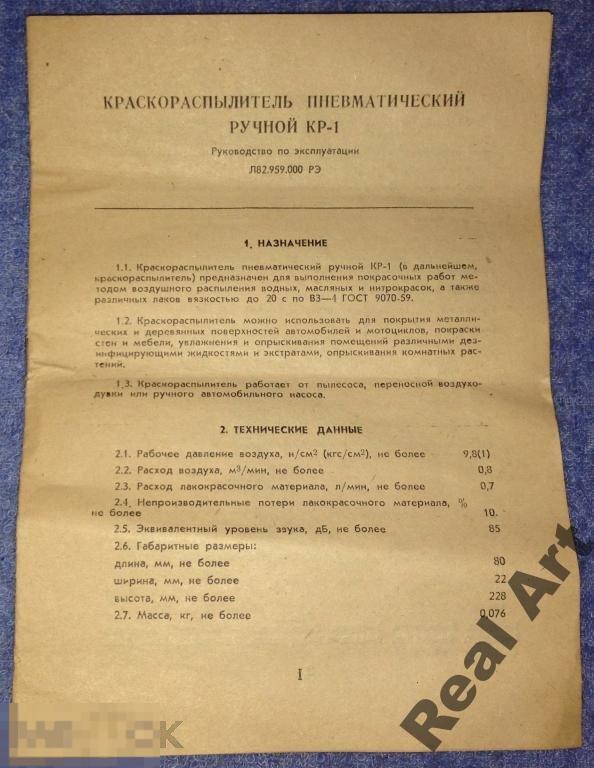 КРАСКОРАСПЫЛИТЕЛЬ ПНЕВМАТИЧЕСКИЙ
РУЧНОЙ КР-1
Руководство по эксплуатации
Л82.959.000 РЭ
1. НАЗНАЧЕНИЕ
1.1. Краскораспылитель пневматический ручной КР-1 (в дальнейшем,
краскораспылитель) предназначен для выполнения покрасочных работ ме-
тодом воздушного распыления водных, масляных и нитрокрасок, а также
различных лаков вязкостью до 20 с по ВЗ—4 ГОСТ 9070-59.
1.2. Краскораспылитель можно использовать для покрытия металли-
ческих и деревянных поверхностей автомобилей и мотоциклов, покраски
стен и мебели, увлажнения и опрыскивания помещений различными дез-
инфицирующими жидкостями и экстратами, опрыскивания комнатных рас-
тений.
1.3. Краскораспылитель работает от пылесоса, переносной воздухо-
дувки или ручного автомобильного насоса.
2. ТЕХНИЧЕСКИЕ ДАННЫЕ
2.1. Рабочее давление воздуха, н/см2 (кгс/см2), не более 9,8(1)
2.2. Расход воздуха, м3/мин, не более 0,8
2.3. Расход лакокрасочного материала, л/мин, не более 0,7
2.4. Непроизводительные потери лакокрасочного материала, %
не более 10.
2.5. Эквивалентный уровень звука, дБ, не более 85
2.6. Габаритные размеры:
длина, мм, не более 80
ширина, мм, не более 22
высота, мм, не более 228
2.7. Масса, кг, не более 0,076
I
Real Art